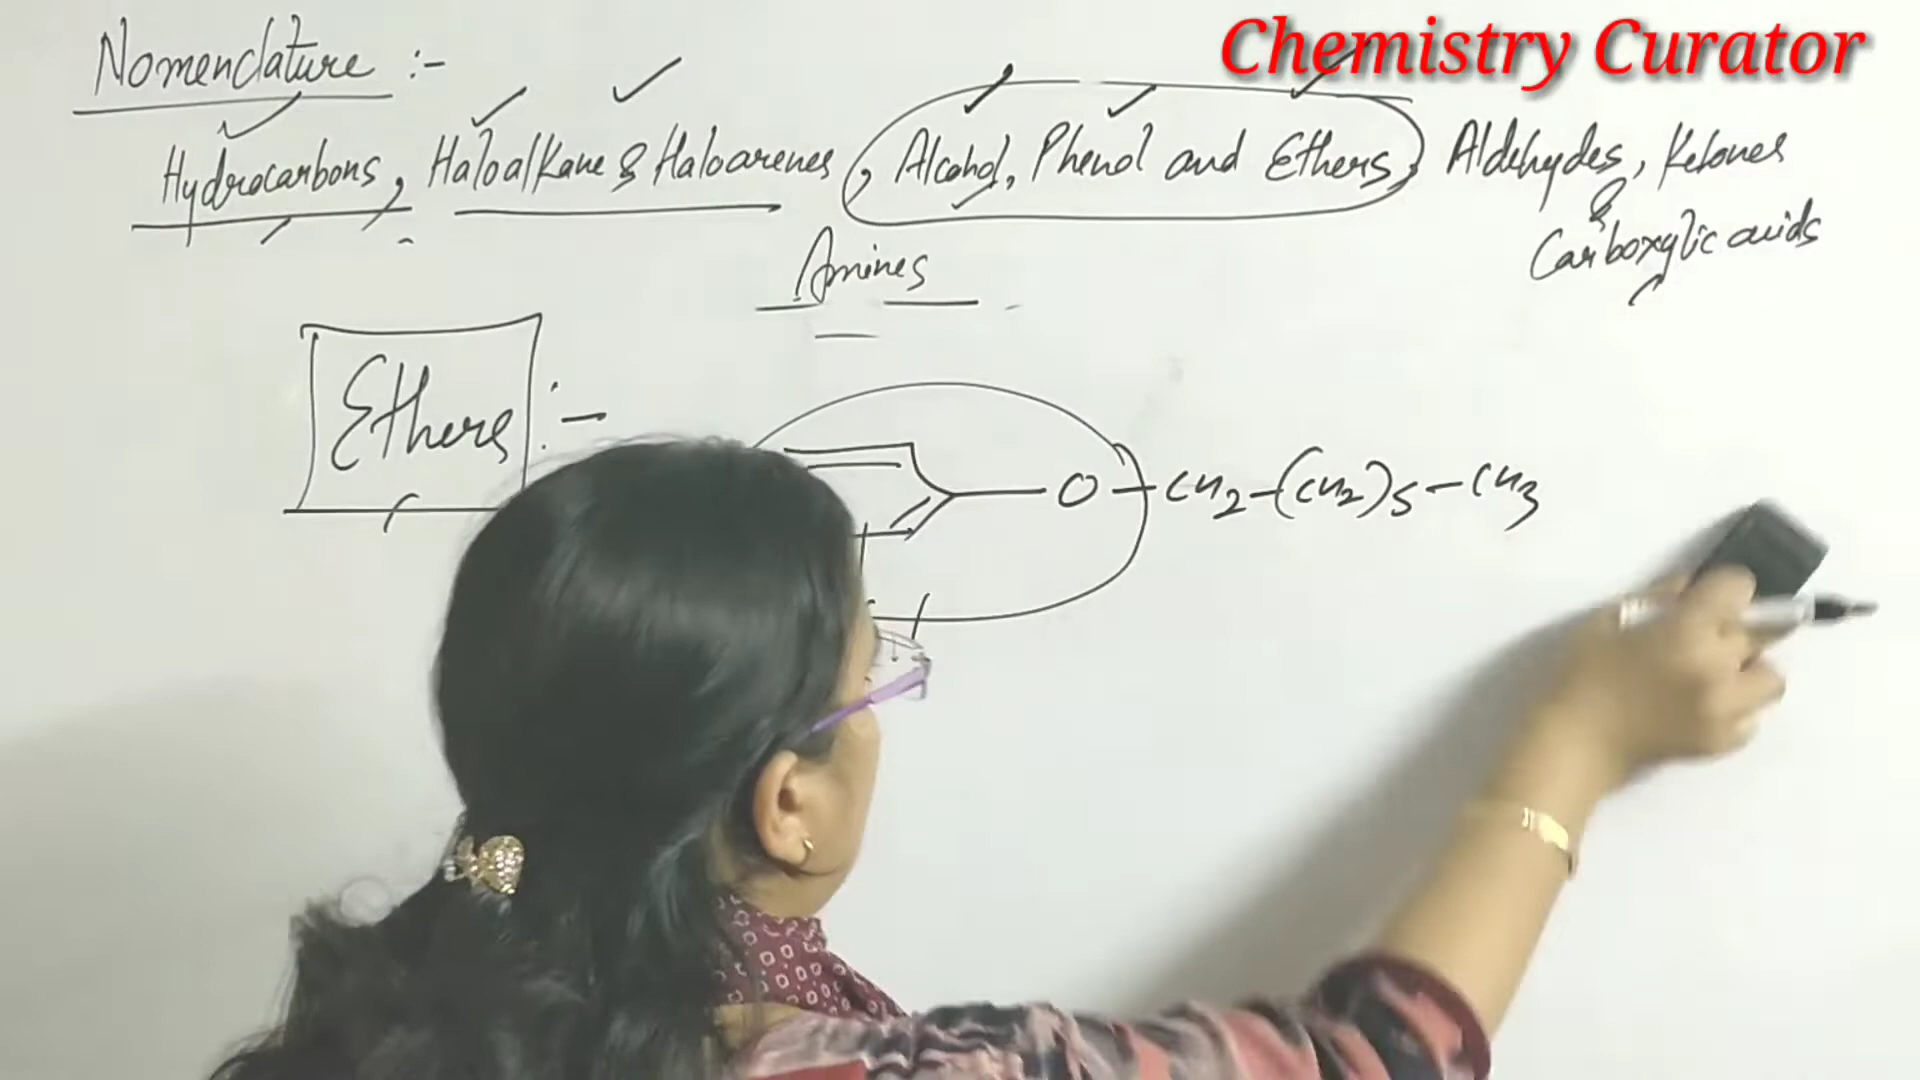 Chemistry Curator
Nomenclature :-
Hydrocarbons, Haloalkane & Haloarenes, Alcohol, Phenol and Ethers, Aldehydes, Ketones
& Carboxylic acids
Amines
Ethers :-
O-CH2-(CH2)5-CH3